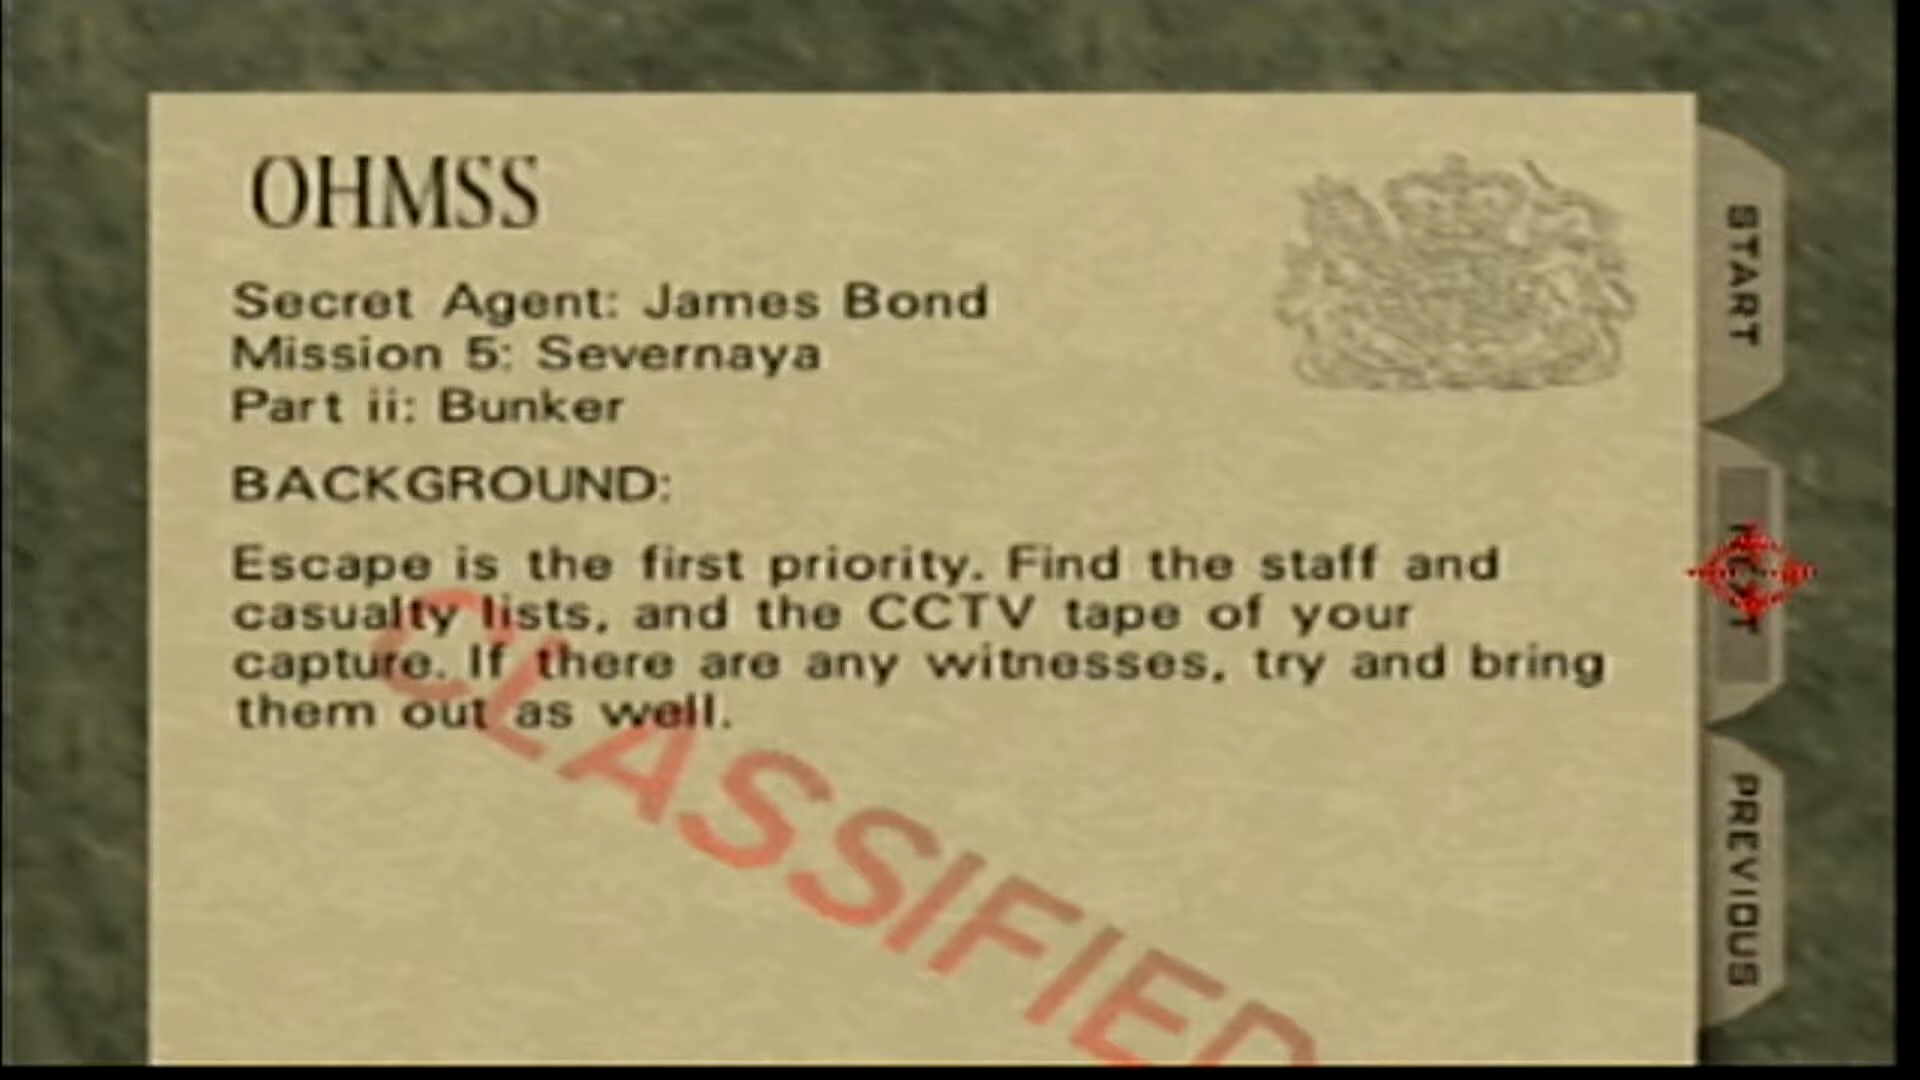 OHMSS
Secret Agent: James Bond
Mission 5: Severnaya
Part ii: Bunker
BACKGROUND:
Escape is the first priority. Find the staff and
casualty lists, and the CCTV tape of your
capture. If there are any witnesses, try and bring
them out as well.
CLASSIFIED
START
NEXT
PREVIOUS